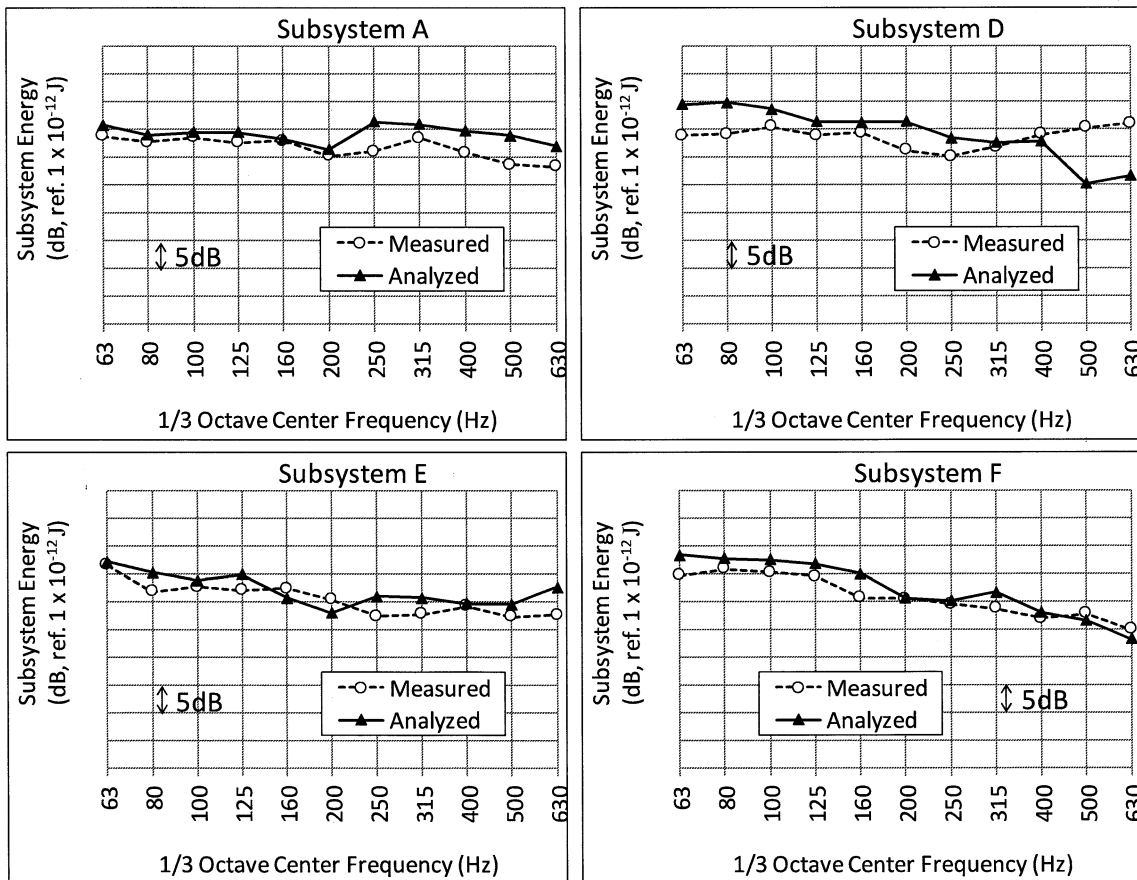 Subsystem A
Subsystem Energy
(dB, ref. 1 x 10⁻¹² J)
5dB
Measured
Analyzed
63 80 100 125 160 200 250 315 400 500 630
1/3 Octave Center Frequency (Hz)
Subsystem D
Subsystem Energy
(dB, ref. 1 x 10⁻¹² J)
5dB
Measured
Analyzed
63 80 100 125 160 200 250 315 400 500 630
1/3 Octave Center Frequency (Hz)
Subsystem E
Subsystem Energy
(dB, ref. 1 x 10⁻¹² J)
5dB
Measured
Analyzed
63 80 100 125 160 200 250 315 400 500 630
1/3 Octave Center Frequency (Hz)
Subsystem F
Subsystem Energy
(dB, ref. 1 x 10⁻¹² J)
Measured
Analyzed
5dB
63 80 100 125 160 200 250 315 400 500 630
1/3 Octave Center Frequency (Hz)